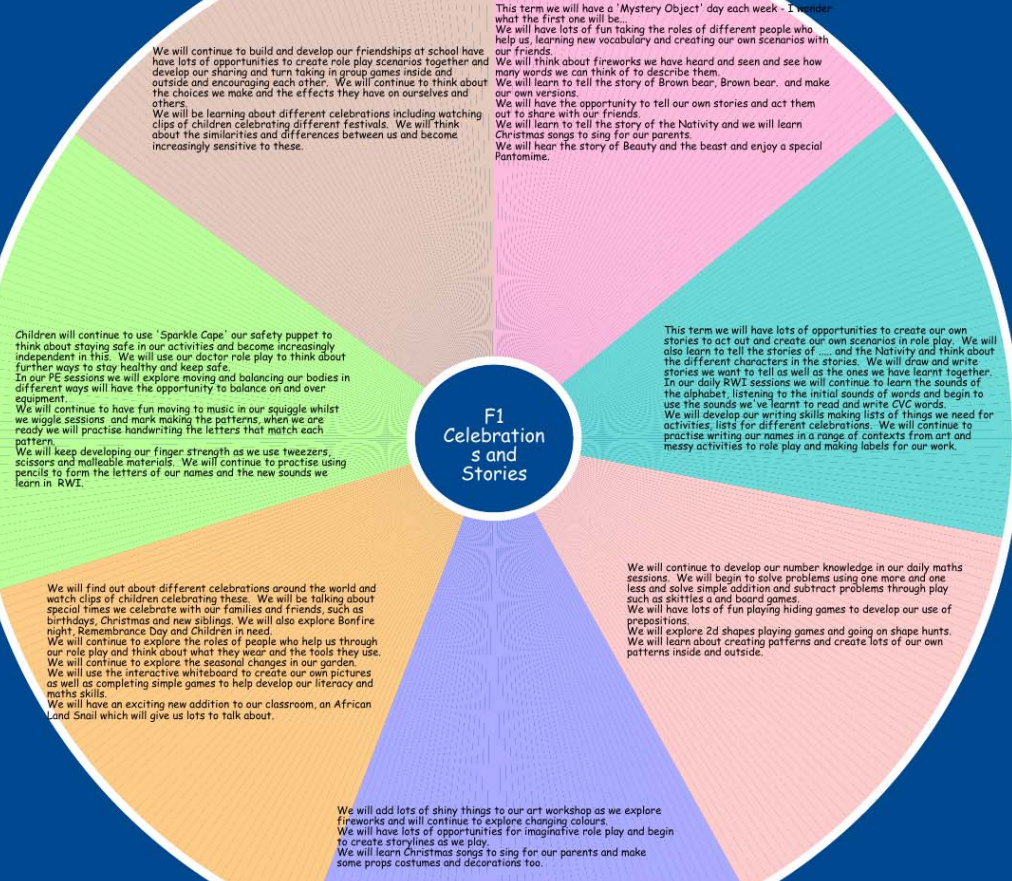 This term we will have a 'Mystery Object' day each week - I wonder
what the first one will be...
We will have lots of fun taking the roles of different people who
help us, learning new vocabulary and creating our own scenarios with
our friends.
We will think about fireworks we have heard and seen and see how
many words we can think of to describe them.
We will learn to tell the story of Brown bear, Brown bear. and make
our own versions.
We will have the opportunity to tell our own stories and act them
out to share with our friends.
We will learn to tell the story of the Nativity and we will learn
Christmas songs to sing for our parents.
We will hear the story of Beauty and the beast and enjoy a special
Pantomime.
We will continue to build and develop our friendships at school have
have lots of opportunities to create role play scenarios together and
develop our sharing and turn taking in group games inside and
outside and encouraging each other. We will continue to think about
the choices we make and the effects they have on ourselves and
others.
We will be learning about different celebrations including watching
clips of children celebrating different festivals. We will think
about the similarities and differences between us and become
increasingly sensitive to these.
This term we will have lots of opportunities to create our own
stories to act out and create our own scenarios in role play. We will
also learn to tell the stories of ..... and the Nativity and think about
the different characters in the stories. We will draw and write
stories we want to tell as well as the ones we have learnt together.
In our daily RWI sessions we will continue to learn the sounds of
the alphabet, listening to the initial sounds of words and begin to
use the sounds we've learnt to read and write CVC words.
We will develop our writing skills making lists of things we need for
activities, lists for different celebrations. We will continue to
practise writing our names in a range of contexts from art and
messy activities to role play and making labels for our work.
Children will continue to use 'Sparkle Cape' our safety puppet to
think about staying safe in our activities and become increasingly
independent in this. We will use our doctor role play to think about
further ways to stay healthy and keep safe.
In our PE sessions we will explore moving and balancing our bodies in
different ways will have the opportunity to balance on and over
equipment.
We will continue to have fun moving to music in our squiggle whilst
we wiggle sessions and mark making the patterns, when we are
ready we will practise handwriting the letters that match each
pattern.
We will keep developing our finger strength as we use tweezers,
scissors and malleable materials. We will continue to practise using
pencils to form the letters of our names and the new sounds we
learn in RWI.
F1
Celebration
s and
Stories
We will continue to develop our number knowledge in our daily maths
sessions. We will begin to solve problems using one more and one
less and solve simple addition and subtract problems through play
such as skittles a and board games.
We will have lots of fun playing hiding games to develop our use of
prepositions.
We will explore 2d shapes playing games and going on shape hunts.
We will learn about creating patterns and create lots of our own
patterns inside and outside.
We will find out about different celebrations around the world and
watch clips of children celebrating these. We will be talking about
special times we celebrate with our families and friends, such as
birthdays, Christmas and new siblings. We will also explore Bonfire
night, Remembrance Day and Children in need.
We will continue to explore the roles of people who help us through
our role play and think about what they wear and the tools they use.
We will continue to explore the seasonal changes in our garden.
We will use the interactive whiteboard to create our own pictures
as well as completing simple games to help develop our literacy and
maths skills.
We will have an exciting new addition to our classroom, an African
Land Snail which will give us lots to talk about.
We will add lots of shiny things to our art workshop as we explore
fireworks and will continue to explore changing colours.
We will have lots of opportunities for imaginative role play and begin
to create storylines as we play.
We will learn Christmas songs to sing for our parents and make
some props costumes and decorations too.